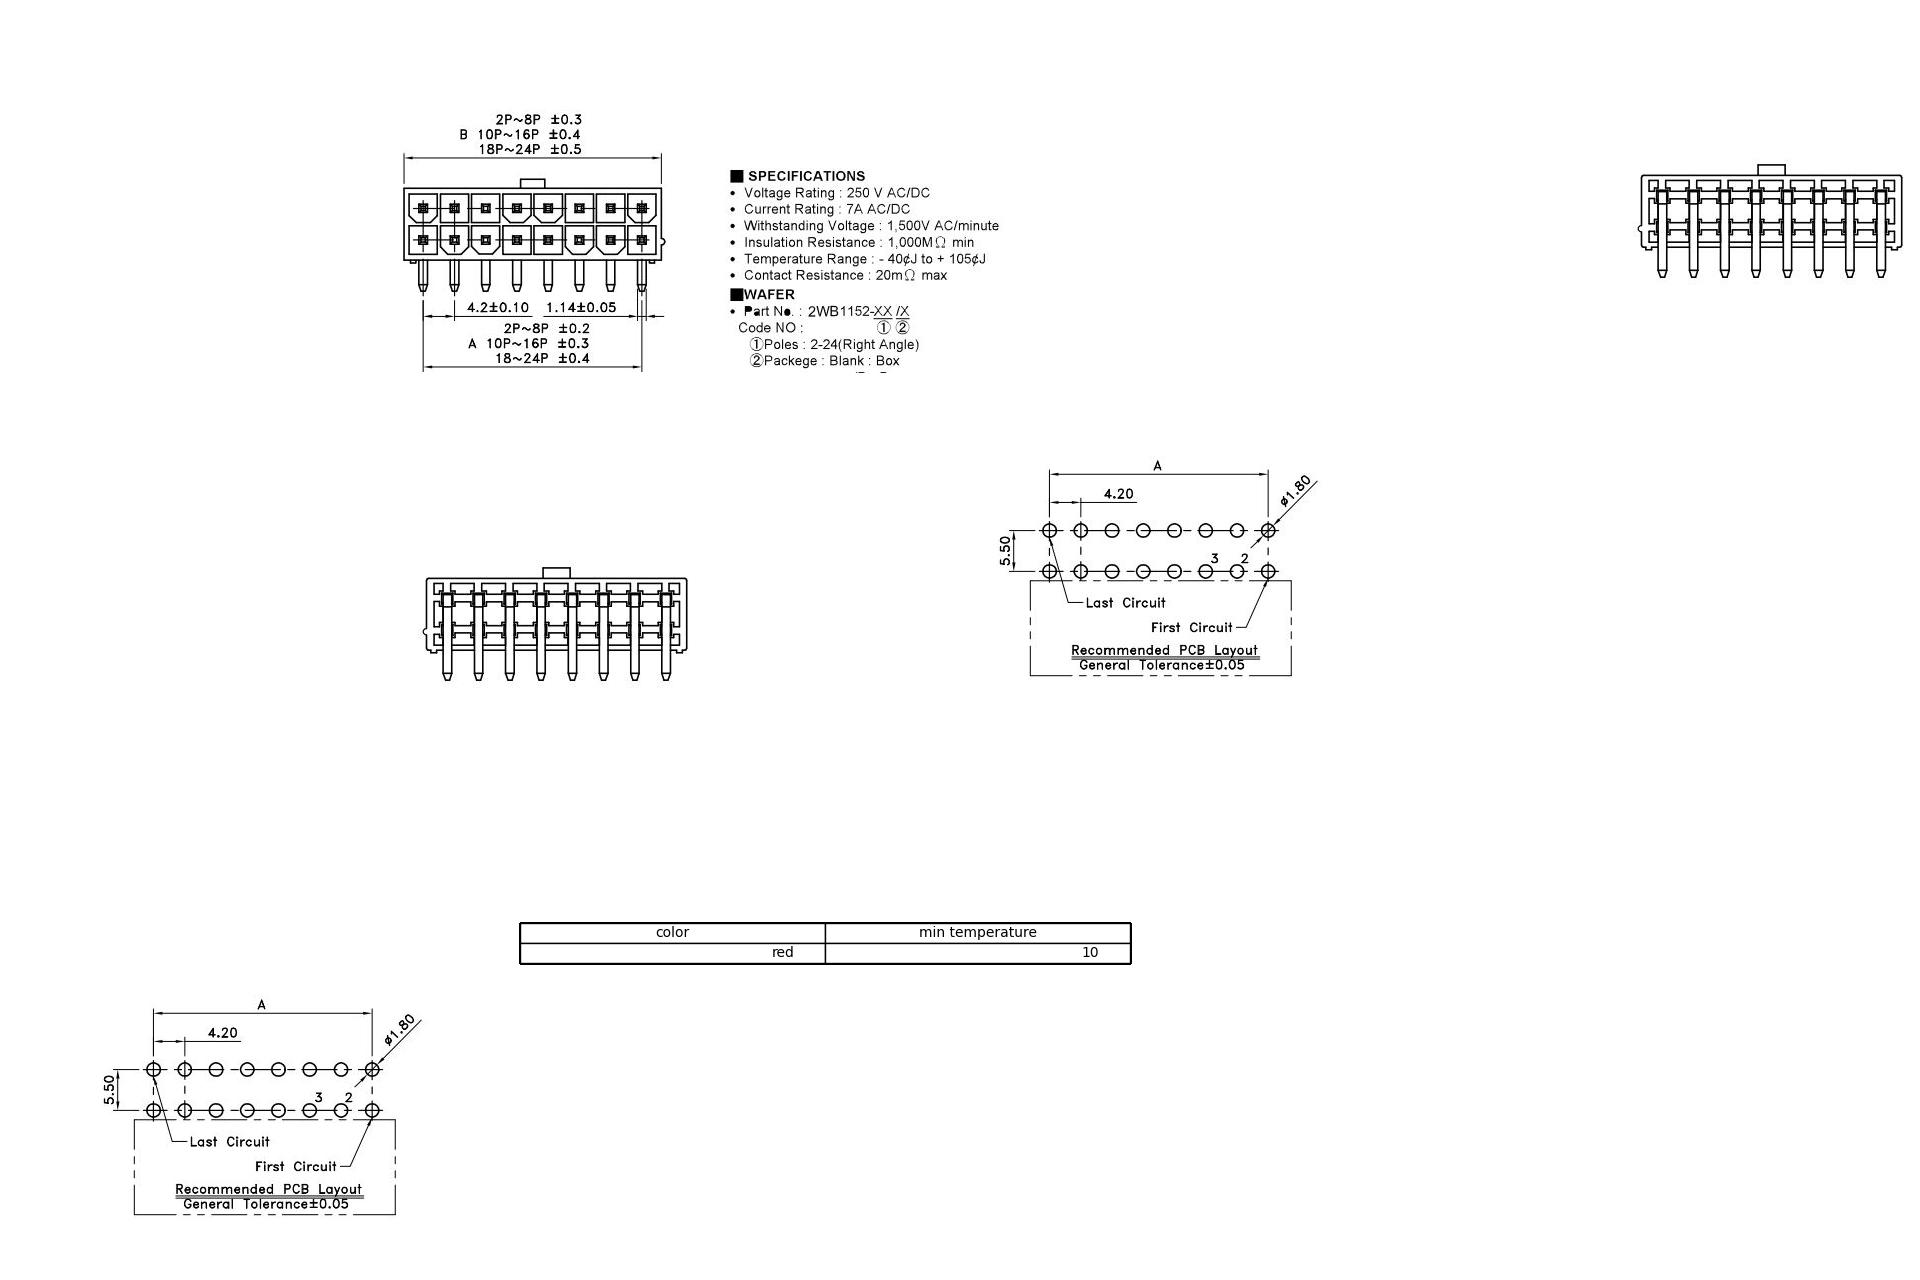 2P~8P ±0.3
B 10P~16P ±0.4
18P~24P ±0.5
4.2±0.10 1.14±0.05
2P~8P ±0.2
A 10P~16P ±0.3
18~24P ±0.4
SPECIFICATIONS
• Voltage Rating : 250 V AC/DC
• Current Rating : 7A AC/DC
• Withstanding Voltage : 1,500V AC/minute
• Insulation Resistance : 1,000MΩ min
• Temperature Range : - 40¢J to + 105¢J
• Contact Resistance : 20mΩ max
WAFER
• Part No. : 2WB1152-XX /X
Code NO : ① ②
①Poles : 2-24(Right Angle)
②Packege : Blank : Box
A
4.20
ø1.80
5.50
3 2
Last Circuit
First Circuit
Recommended PCB Layout
General Tolerance±0.05
color min temperature
red 10
A
4.20
ø1.80
5.50
3 2
Last Circuit
First Circuit
Recommended PCB Layout
General Tolerance±0.05